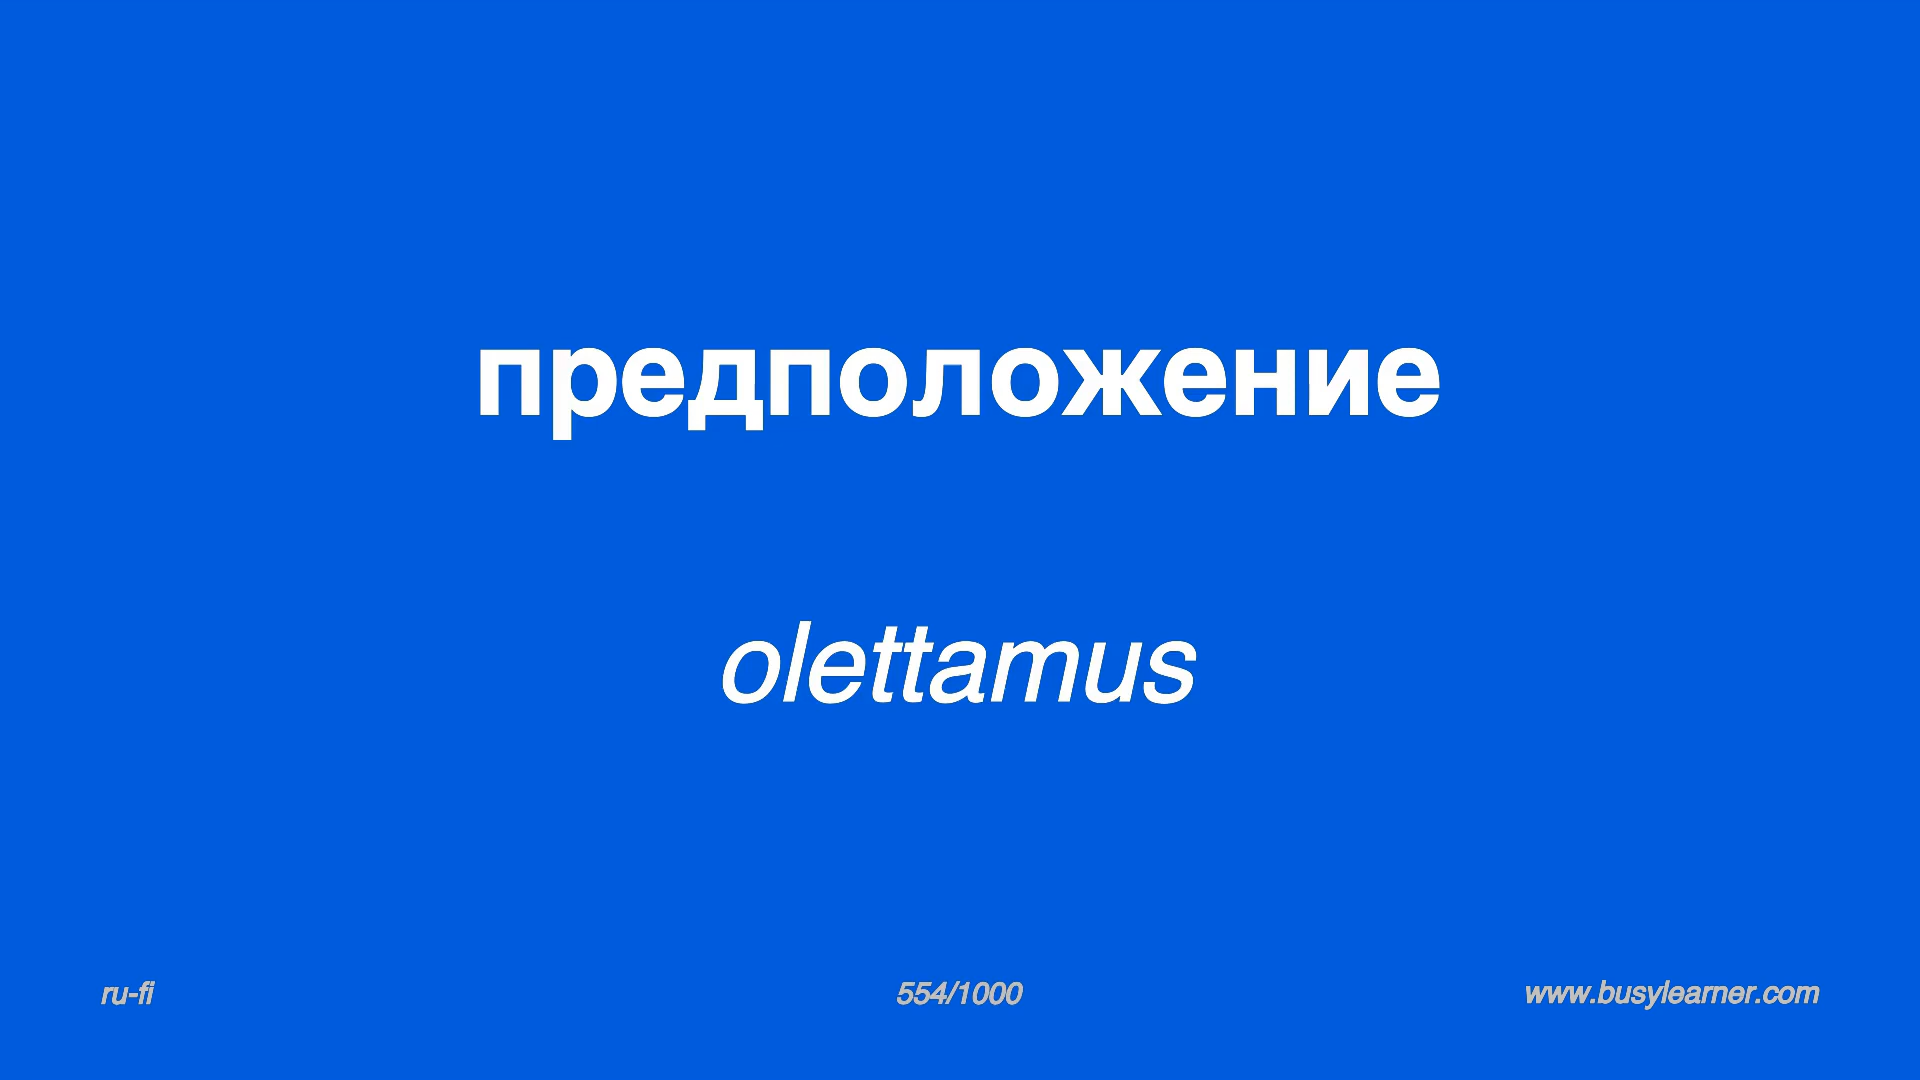 предположение
olettamus
ru-fi
554/1000
www.busylearner.com